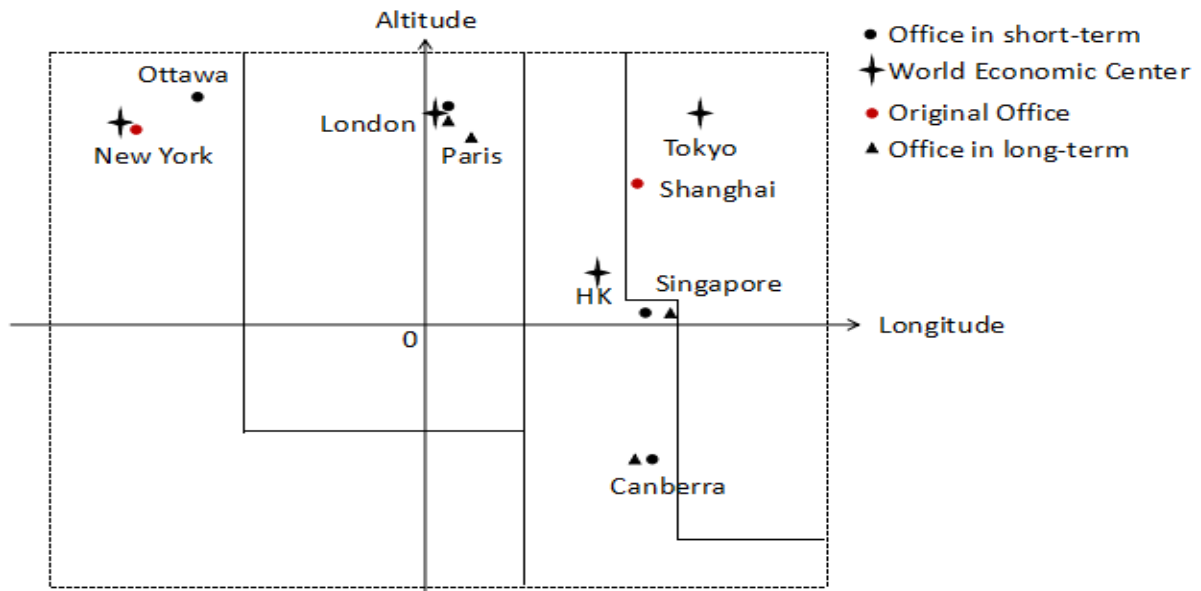 Altitude
Office in short-term
World Economic Center
Original Office
Office in long-term
Ottawa
London
New York
Paris
Tokyo
Shanghai
HK
Singapore
0
Longitude
Canberra